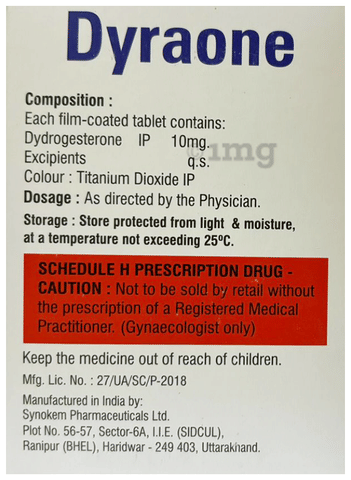 Dyraone
Composition :
Each film-coated tablet contains:
Dydrogesterone IP 10mg.
Excipients q.s.
1mg
Colour : Titanium Dioxide IP
Dosage : As directed by the Physician.
Storage : Store protected from light & moisture,
at a temperature not exceeding 25ºC.
SCHEDULE H PRESCRIPTION DRUG -
CAUTION : Not to be sold by retail without
the prescription of a Registered Medical
Practitioner. (Gynaecologist only)
Keep the medicine out of reach of children.
Mfg. Lic. No. : 27/UA/SC/P-2018
Manufactured in India by:
Synokem Pharmaceuticals Ltd.
Plot No. 56-57, Sector-6A, I.I.E. (SIDCUL),
Ranipur (BHEL), Haridwar - 249 403, Uttarakhand.